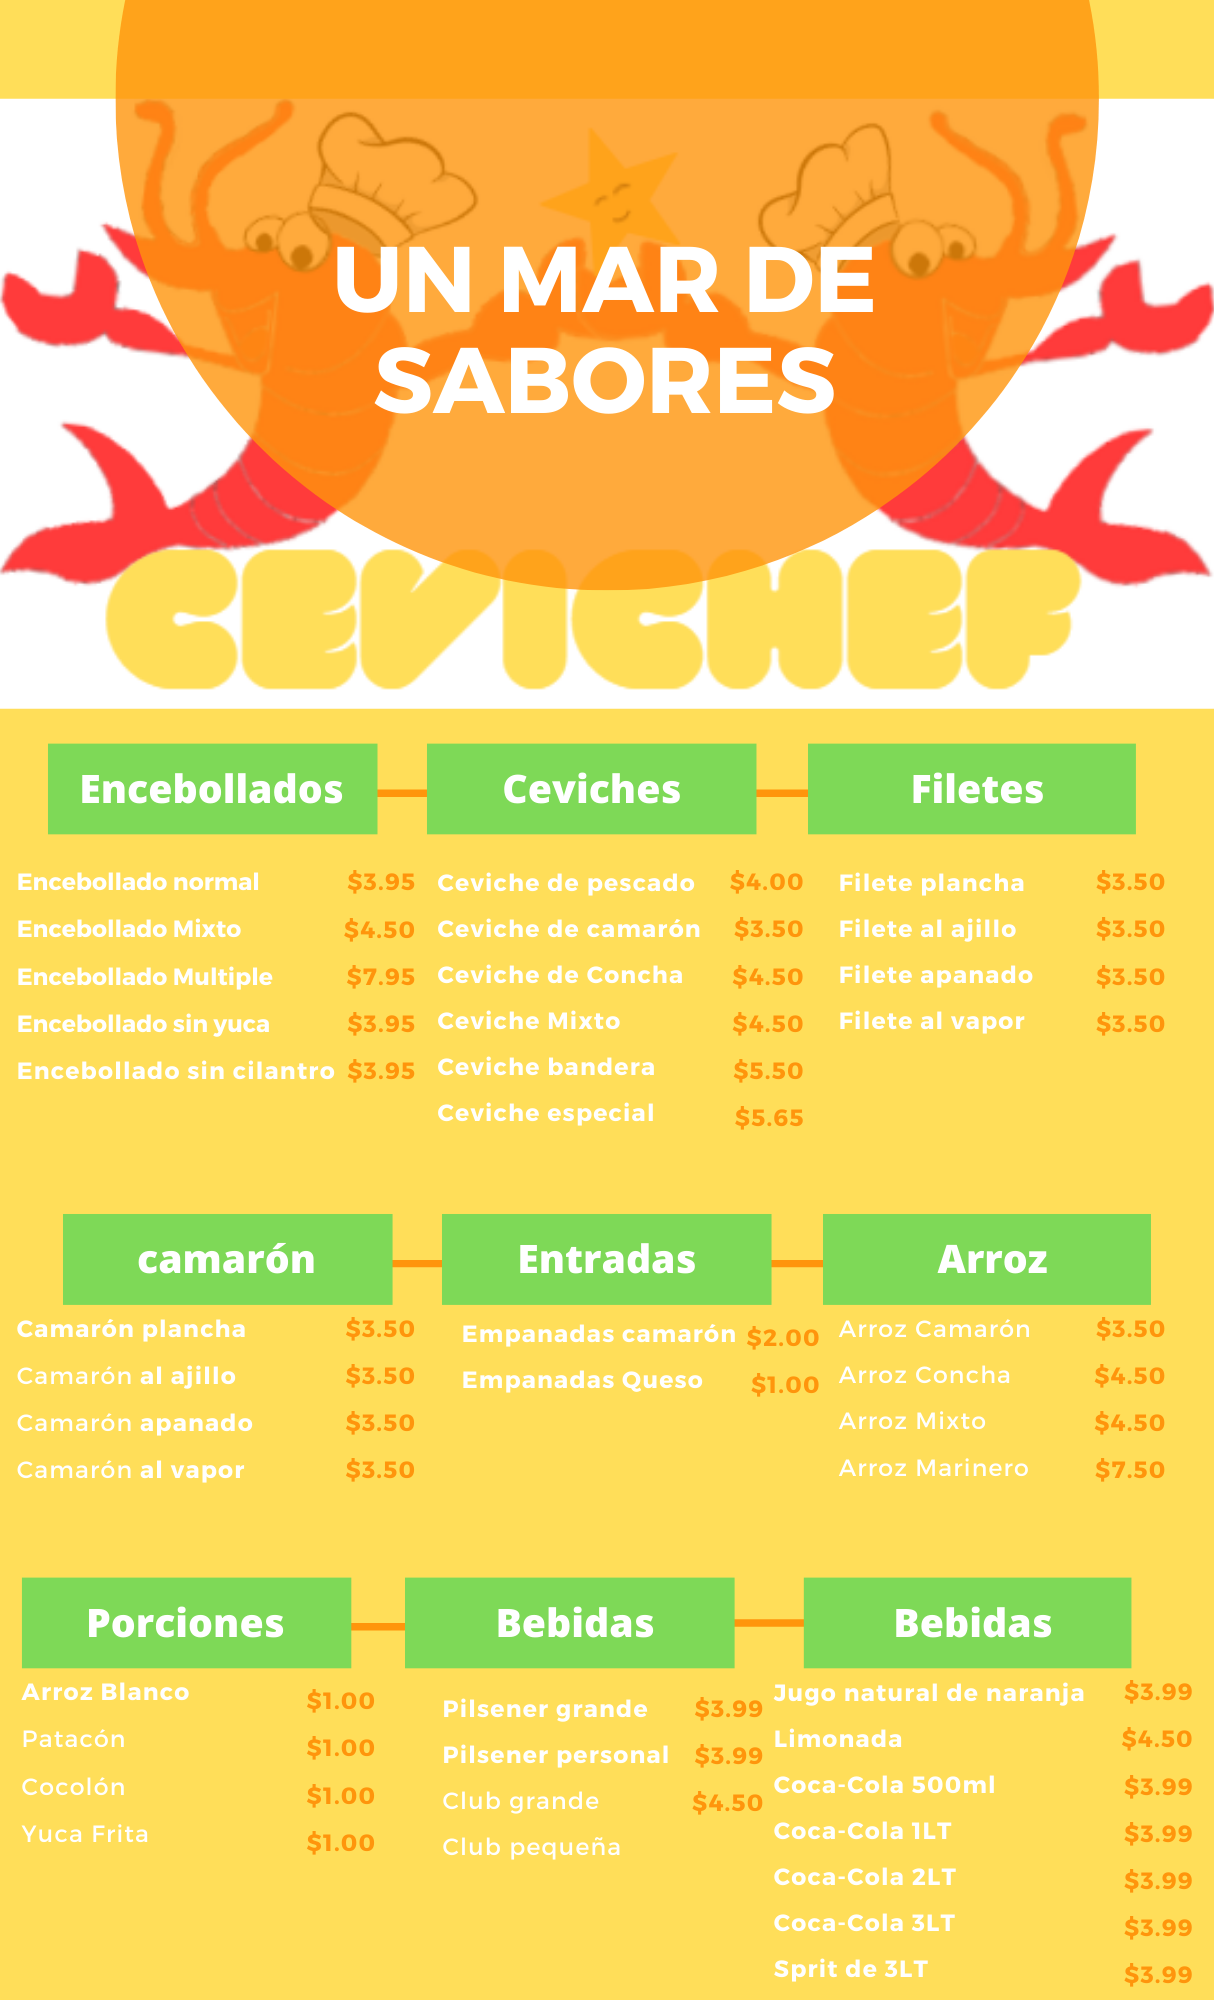 UN MAR DE
SABORES
CEVICHEF
Encebollados
Encebollado normal $3.95
Encebollado Mixto $4.50
Encebollado Multiple $7.95
Encebollado sin yuca $3.95
Encebollado sin cilantro $3.95
Ceviches
Ceviche de pescado $4.00
Ceviche de camarón $3.50
Ceviche de Concha $4.50
Ceviche Mixto $4.50
Ceviche bandera $5.50
Ceviche especial $5.65
Filetes
Filete plancha $3.50
Filete al ajillo $3.50
Filete apanado $3.50
Filete al vapor $3.50
camarón
Camarón plancha $3.50
Camarón al ajillo $3.50
Camarón apanado $3.50
Camarón al vapor $3.50
Entradas
Empanadas camarón $2.00
Empanadas Queso $1.00
Arroz
Arroz Camarón $3.50
Arroz Concha $4.50
Arroz Mixto $4.50
Arroz Marinero $7.50
Porciones
Arroz Blanco $1.00
Patacón $1.00
Cocolón $1.00
Yuca Frita $1.00
Bebidas
Pilsener grande $3.99
Pilsener personal $3.99
Club grande $4.50
Club pequeña
Bebidas
Jugo natural de naranja $3.99
Limonada $4.50
Coca-Cola 500ml $3.99
Coca-Cola 1LT $3.99
Coca-Cola 2LT $3.99
Coca-Cola 3LT $3.99
Sprit de 3LT $3.99